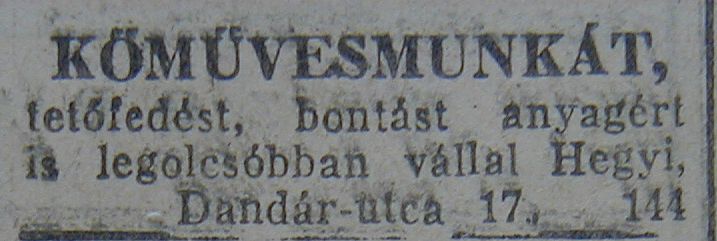 KŐMŰVESMUNKÁT,
tetőfedést, bontást anyagért
is legolcsóbban vállal Hegyi,
Dandár-utca 17. 144